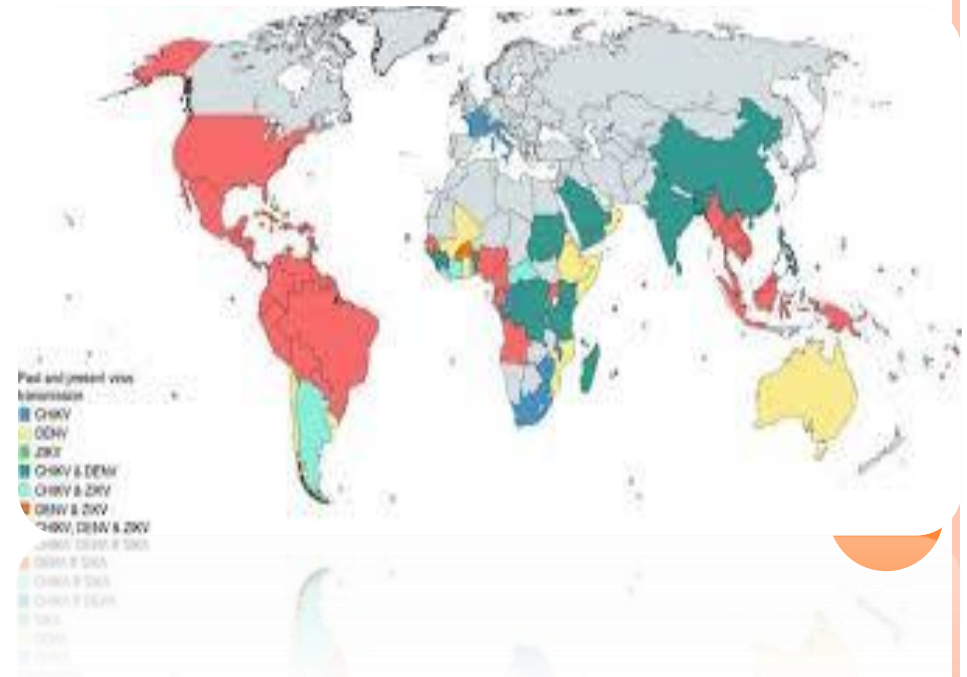 Past and present virus
transmission
CHIKV
DENV
ZIKV
CHIKV & DENV
CHIKV & ZIKV
DENV & ZIKV
CHIKV, DENV & ZIKV